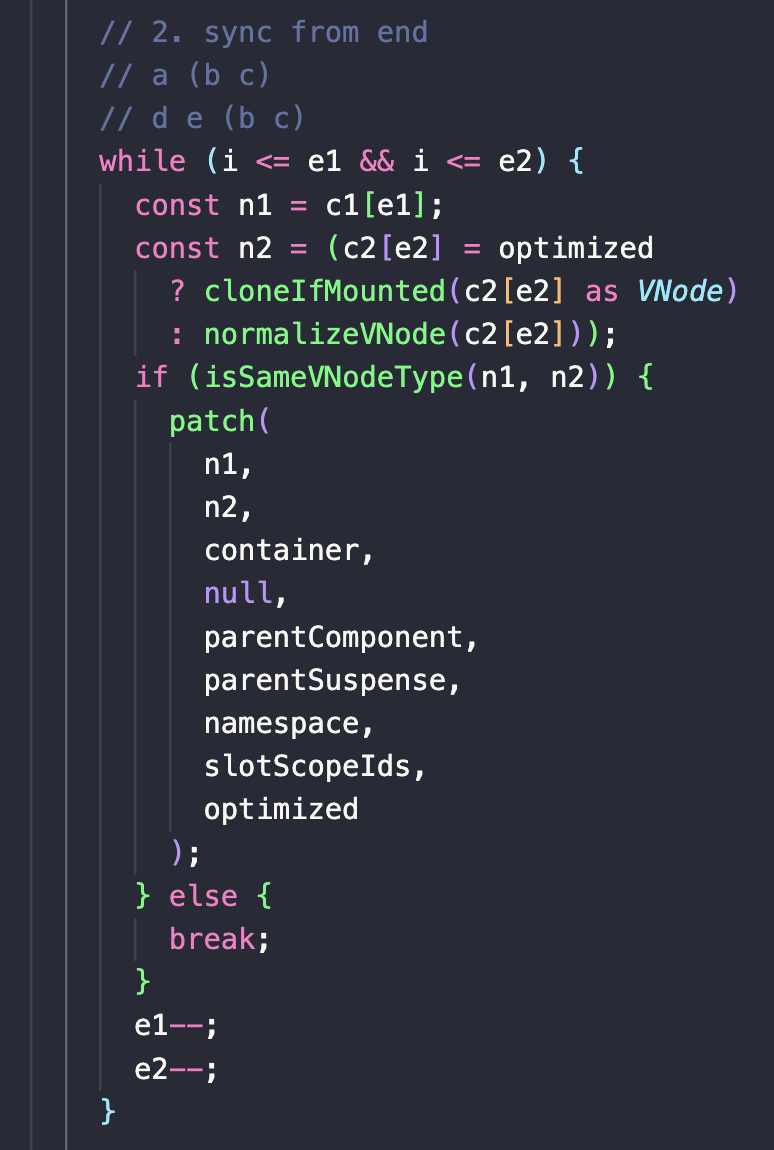 // 2. sync from end
// a (b c)
// d e (b c)
while (i <= e1 && i <= e2) {
  const n1 = c1[e1];
  const n2 = (c2[e2] = optimized
    ? cloneIfMounted(c2[e2] as VNode)
    : normalizeVNode(c2[e2]));
  if (isSameVNodeType(n1, n2)) {
    patch(
      n1,
      n2,
      container,
      null,
      parentComponent,
      parentSuspense,
      namespace,
      slotScopeIds,
      optimized
    );
  } else {
    break;
  }
  e1--;
  e2--;
}